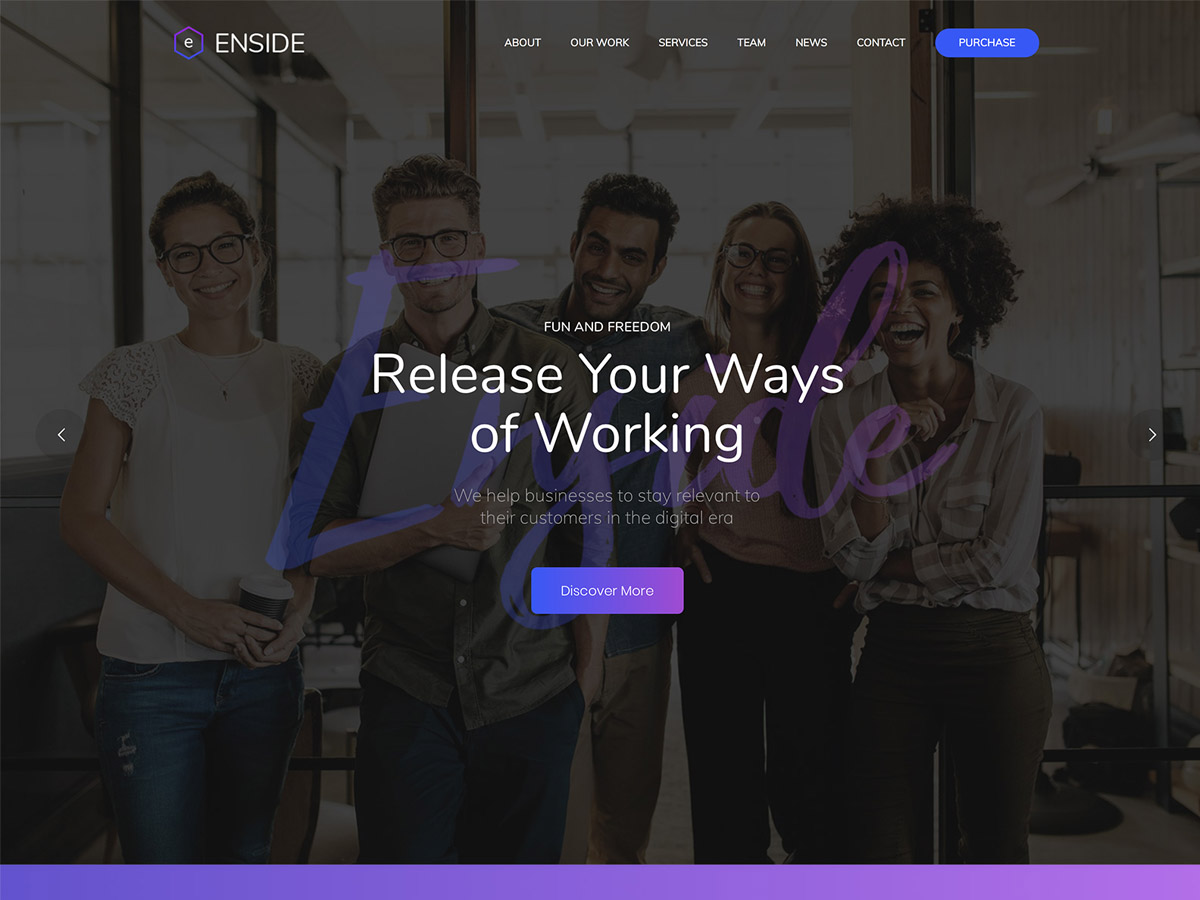 e ENSIDE
ABOUT OUR WORK SERVICES TEAM NEWS CONTACT PURCHASE
FUN AND FREEDOM
Release Your Ways
of Working
We help businesses to stay relevant to
their customers in the digital era
Discover More